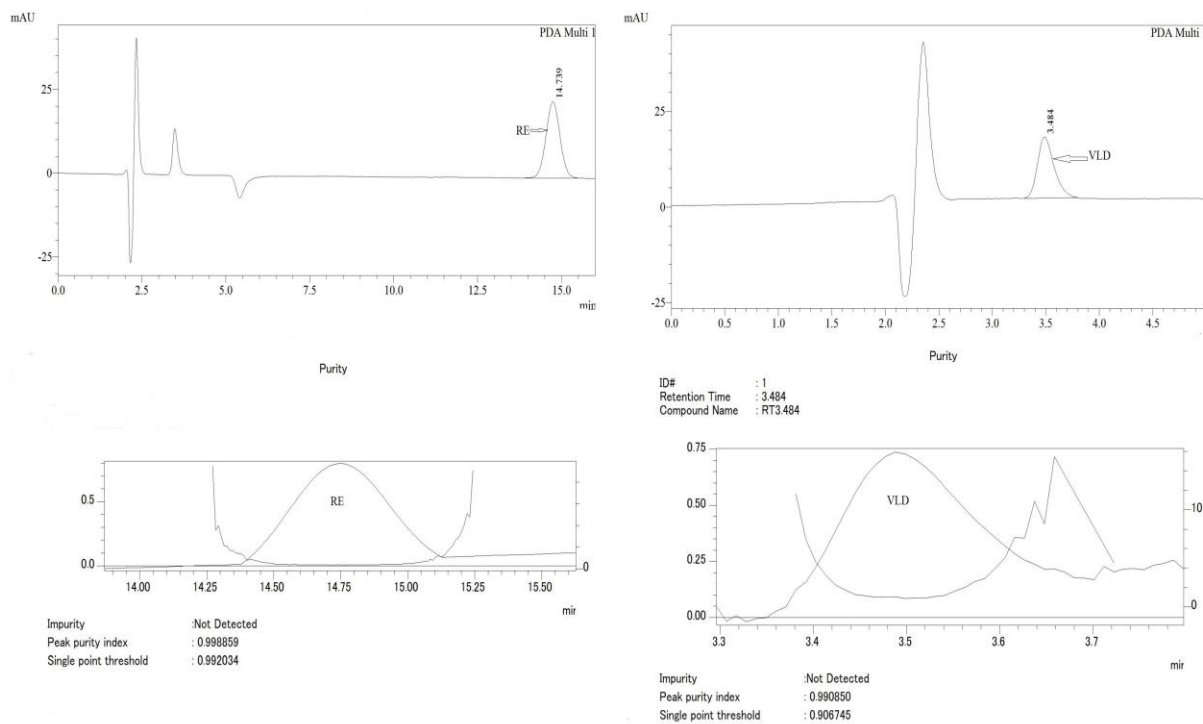 mAU
PDA Multi 1
14.739
RE
25
0
-25
0.0 2.5 5.0 7.5 10.0 12.5 15.0
min
Purity
RE
0.5
0.0
0
14.00 14.25 14.50 14.75 15.00 15.25 15.50
mir
Impurity :Not Detected
Peak purity index : 0.998859
Single point threshold : 0.992034
mAU
PDA Multi
3.484
VLD
25
0
-25
0.0 0.5 1.0 1.5 2.0 2.5 3.0 3.5 4.0 4.5
Purity
ID# : 1
Retention Time : 3.484
Compound Name : RT3.484
0.75
0.50
0.25
0.00
VLD
10
0
3.3 3.4 3.5 3.6 3.7
mir
Impurity :Not Detected
Peak purity index : 0.990850
Single point threshold : 0.906745